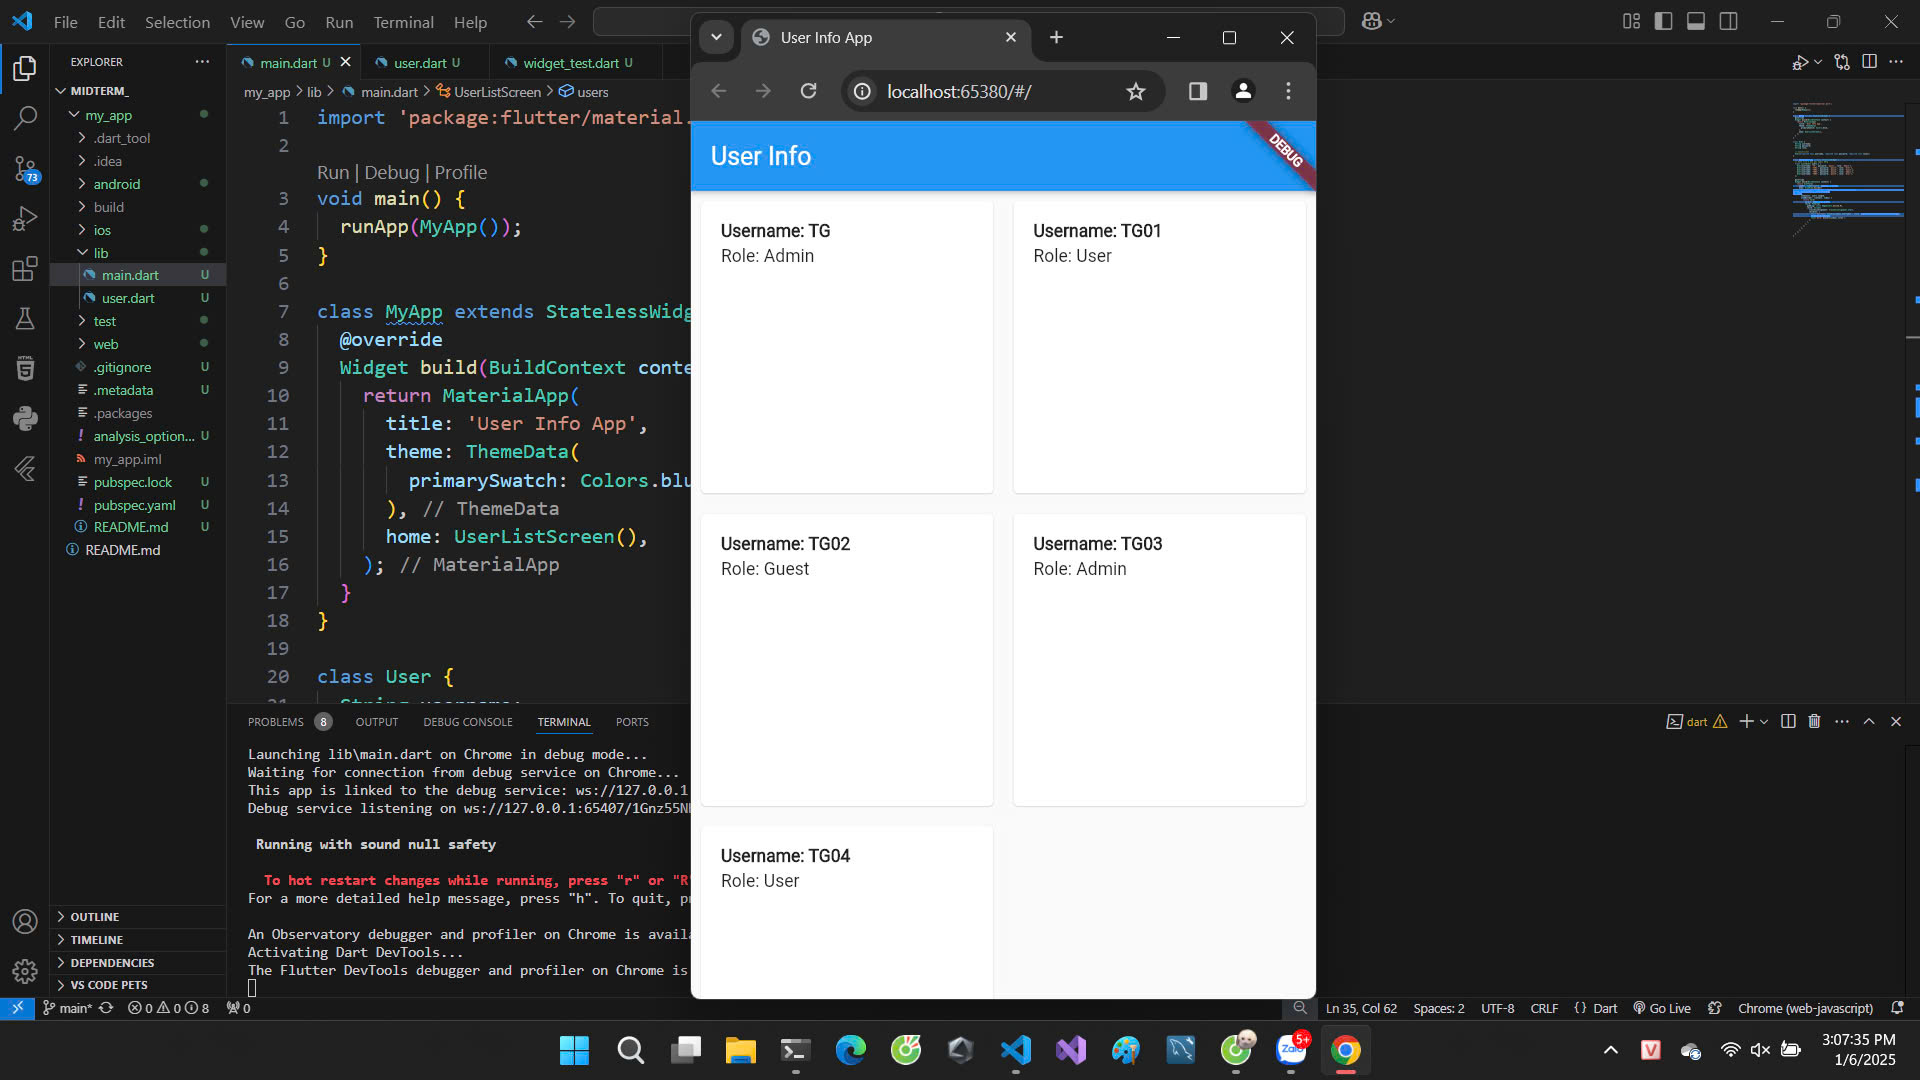 File Edit Selection View Go Run Terminal Help
EXPLORER
MIDTERM_
my_app
.dart_tool
.idea
android
build
ios
lib
main.dart U
user.dart U
test
web
.gitignore U
.metadata U
.packages
analysis_option... U
my_app.iml
pubspec.lock U
pubspec.yaml U
README.md U
README.md
73
OUTLINE
TIMELINE
DEPENDENCIES
VS CODE PETS
main.dart U user.dart U widget_test.dart U
my_app > lib > main.dart > UserListScreen > users
1 import 'package:flutter/material.
2
Run | Debug | Profile
3 void main() {
4 runApp(MyApp());
5 }
6
7 class MyApp extends StatelessWidg
8 @override
9 Widget build(BuildContext conte
10 return MaterialApp(
11 title: 'User Info App',
12 theme: ThemeData(
13 primarySwatch: Colors.blu
14 ), // ThemeData
15 home: UserListScreen(),
16 ); // MaterialApp
17 }
18 }
19
20 class User {
PROBLEMS 8 OUTPUT DEBUG CONSOLE TERMINAL PORTS
dart
Launching lib\main.dart on Chrome in debug mode...
Waiting for connection from debug service on Chrome...
This app is linked to the debug service: ws://127.0.0.1
Debug service listening on ws://127.0.0.1:65407/1Gnz55N
Running with sound null safety
To hot restart changes while running, press "r" or "R"
For a more detailed help message, press "h". To quit, pr
An Observatory debugger and profiler on Chrome is availa
Activating Dart DevTools...
The Flutter DevTools debugger and profiler on Chrome is
User Info App
localhost:65380/#/
User Info
DEBUG
Username: TG
Role: Admin
Username: TG01
Role: User
Username: TG02
Role: Guest
Username: TG03
Role: Admin
Username: TG04
Role: User
main* 0 0 8 0
Ln 35, Col 62 Spaces: 2 UTF-8 CRLF { } Dart Go Live Chrome (web-javascript)
Zalo 5+
V
3:07:35 PM
1/6/2025